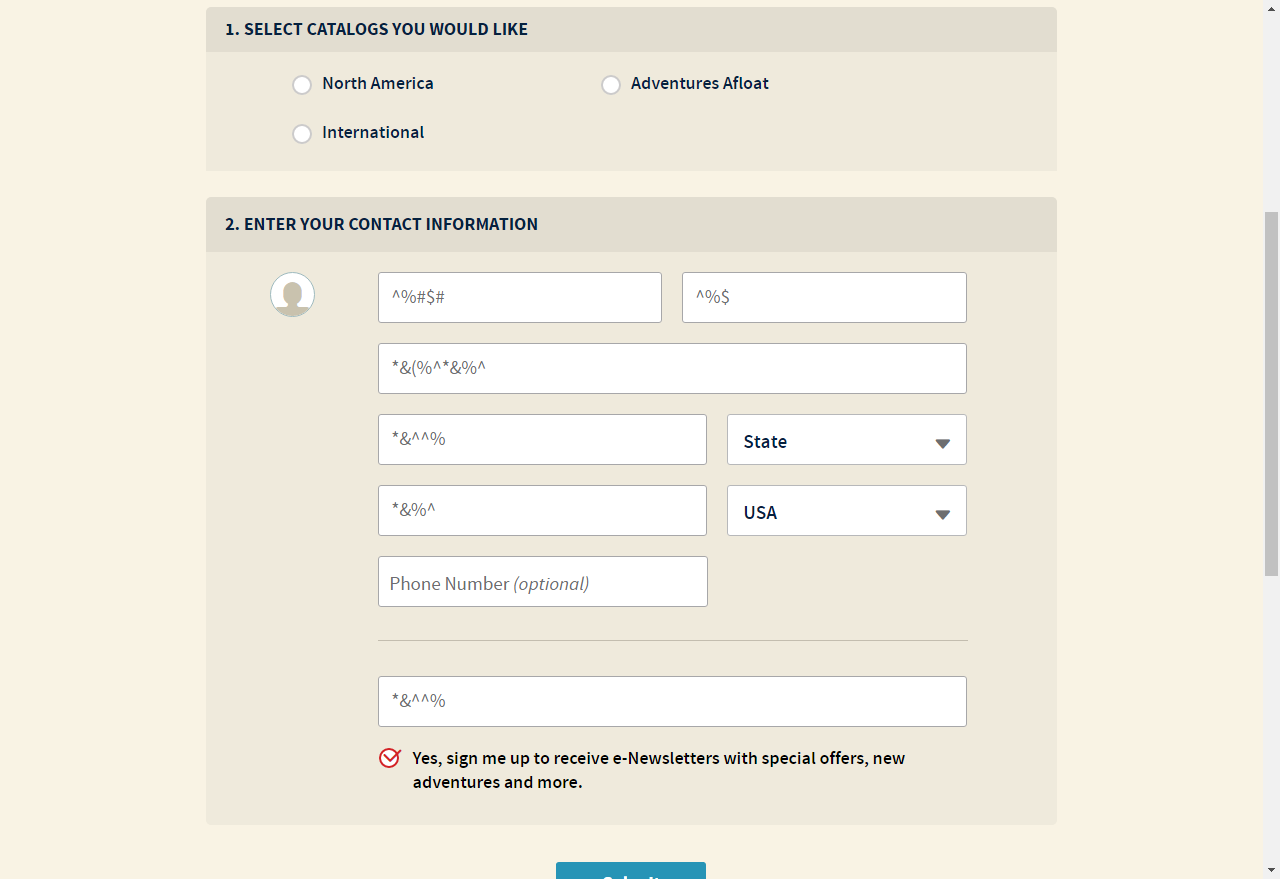 1. SELECT CATALOGS YOU WOULD LIKE
North America
Adventures Afloat
International
2. ENTER YOUR CONTACT INFORMATION
^%#$#
^%$
*&(%^*&%^
*&^^%
State
*&%^
USA
Phone Number (optional)
*&^^%
Yes, sign me up to receive e-Newsletters with special offers, new
adventures and more.
Submit